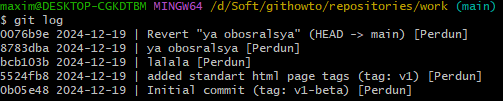 maxim@DESKTOP-CGKDTBM MINGW64 /d/Soft/githowto/repositories/work (main)
$ git log
0076b9e 2024-12-19 | Revert "ya obosralsya" (HEAD -> main) [Perdun]
8783dba 2024-12-19 | ya obosralsya [Perdun]
bcb103b 2024-12-19 | lalala [Perdun]
5524fb8 2024-12-19 | added standart html page tags (tag: v1) [Perdun]
0b05e48 2024-12-19 | Initial commit (tag: v1-beta) [Perdun]